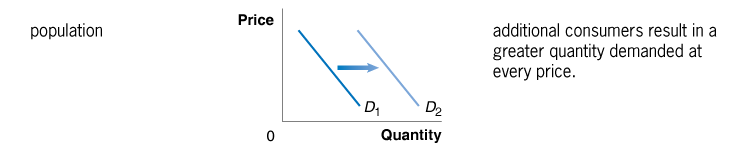 population
Price
D1
D2
0
Quantity
additional consumers result in a
greater quantity demanded at
every price.